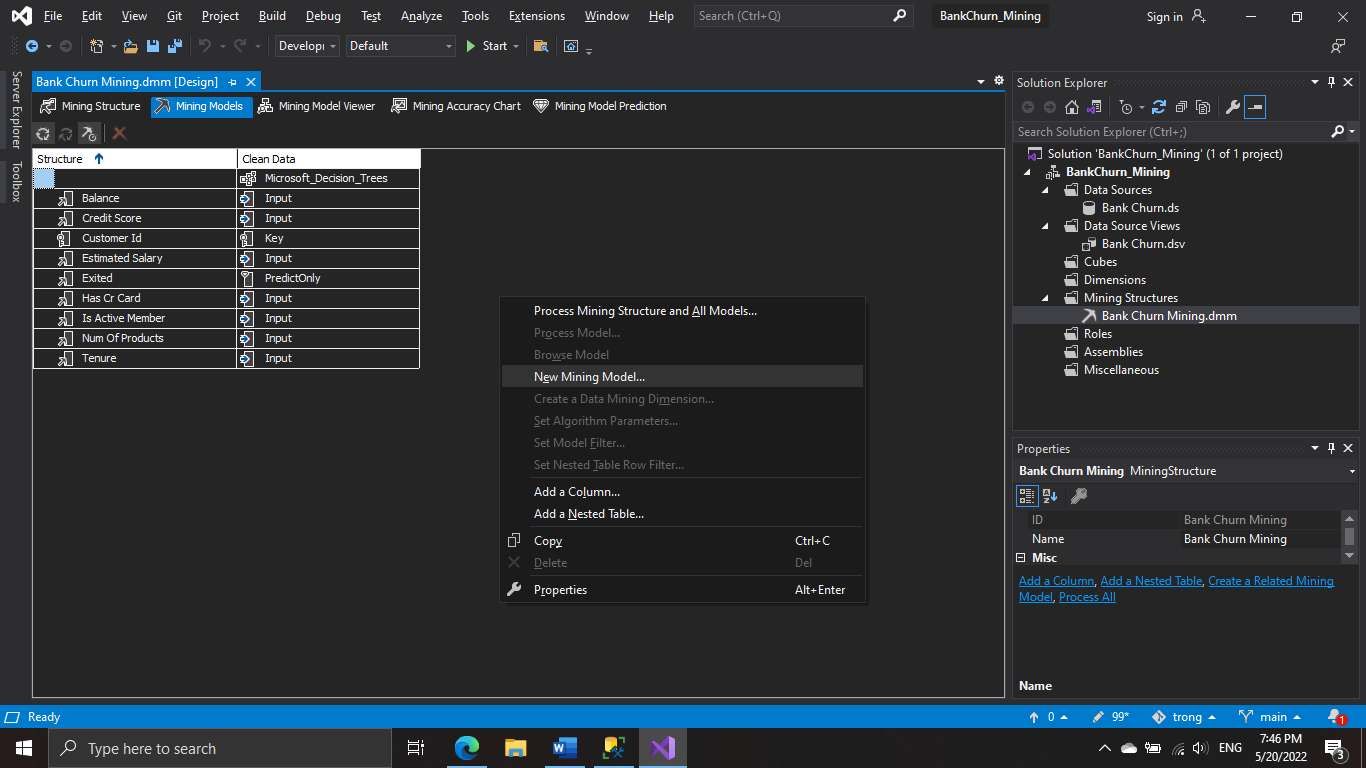 File Edit View Git Project Build Debug Test Analyze Tools Extensions Window Help Search (Ctrl+Q) BankChurn_Mining Sign in
Developi Default Start
Server Explorer
Toolbox
Bank Churn Mining.dmm [Design]
Mining Structure Mining Models Mining Model Viewer Mining Accuracy Chart Mining Model Prediction
Structure Clean Data
Microsoft_Decision_Trees
Balance Input
Credit Score Input
Customer Id Key
Estimated Salary Input
Exited PredictOnly
Has Cr Card Input
Is Active Member Input
Num Of Products Input
Tenure Input
Process Mining Structure and All Models...
Process Model...
Browse Model
New Mining Model...
Create a Data Mining Dimension...
Set Algorithm Parameters...
Set Model Filter...
Set Nested Table Row Filter...
Add a Column...
Add a Nested Table...
Copy Ctrl+C
Delete Del
Properties Alt+Enter
Solution Explorer
Search Solution Explorer (Ctrl+;)
Solution 'BankChurn_Mining' (1 of 1 project)
BankChurn_Mining
Data Sources
Bank Churn.ds
Data Source Views
Bank Churn.dsv
Cubes
Dimensions
Mining Structures
Bank Churn Mining.dmm
Roles
Assemblies
Miscellaneous
Properties
Bank Churn Mining MiningStructure
ID Bank Churn Mining
Name Bank Churn Mining
Misc
Add a Column, Add a Nested Table, Create a Related Mining
Model, Process All
Name
Ready 0 99* trong main 1
Type here to search ENG 7:46 PM
5/20/2022 3